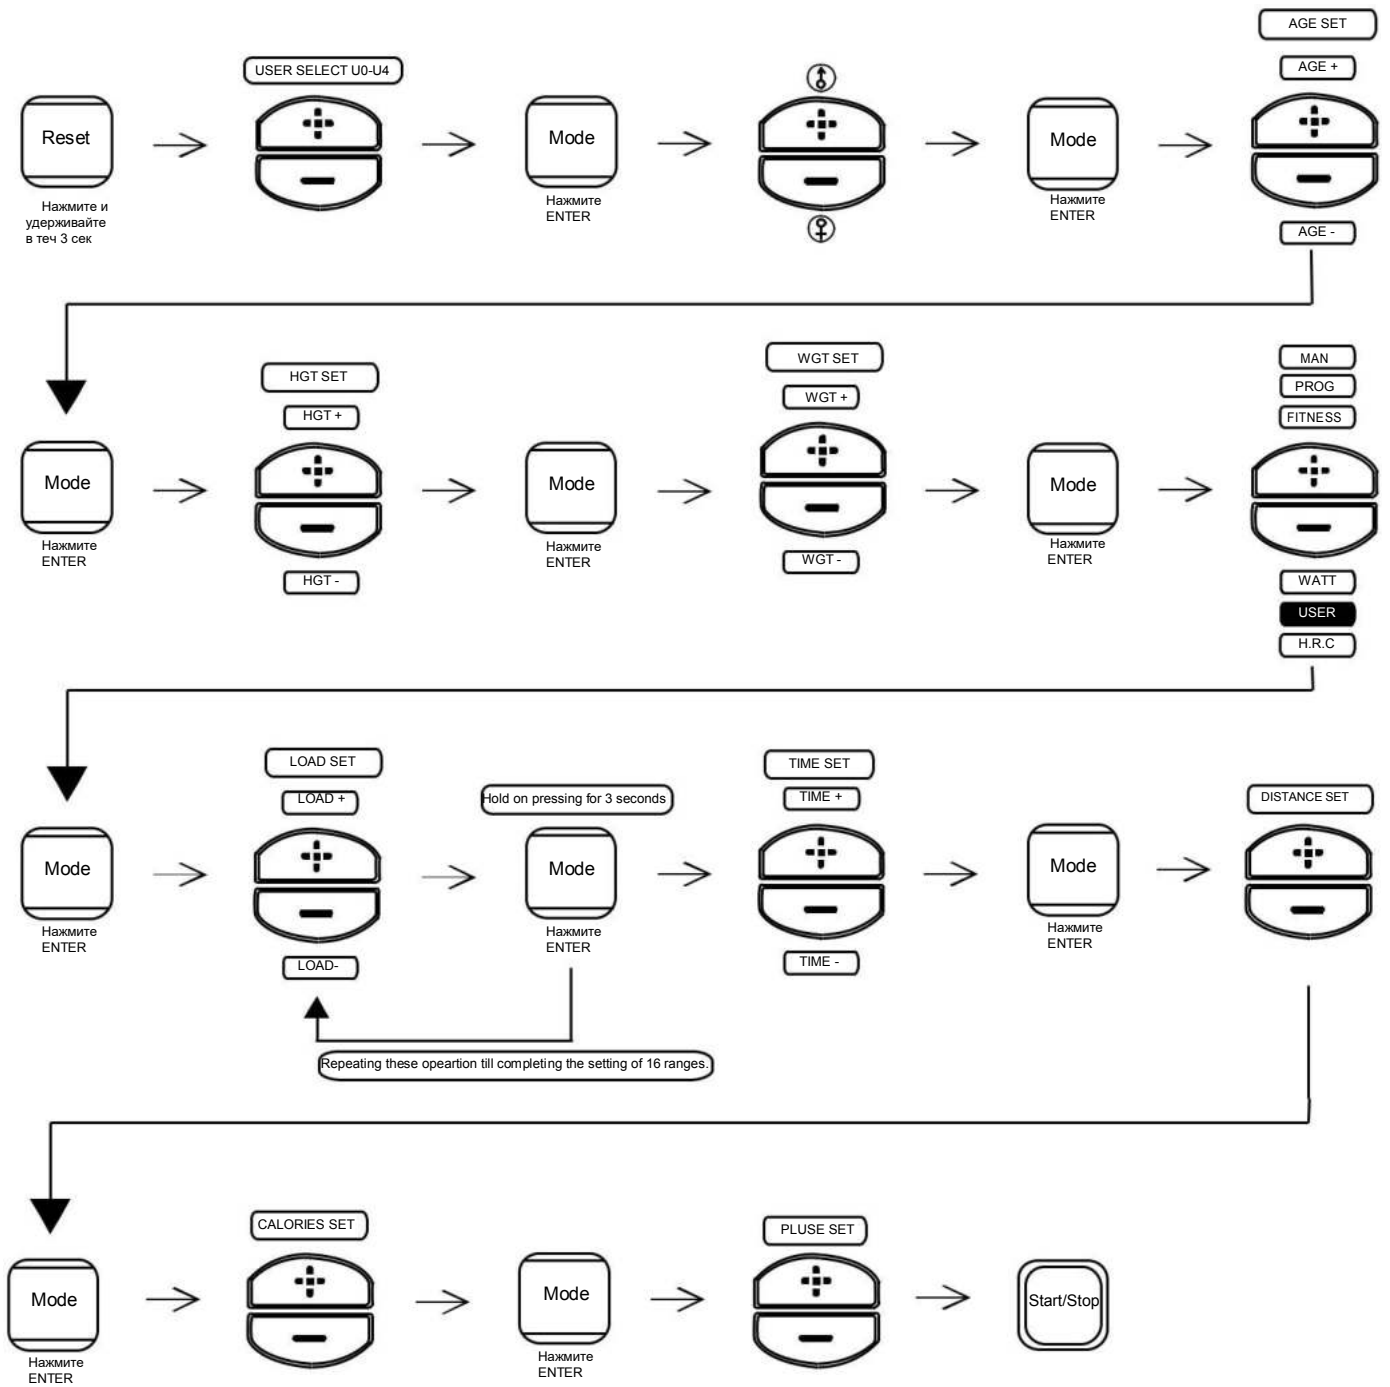 AGE SET
USER SELECT U0-U4
AGE +
Reset
Mode
Mode
Нажмите и
удерживайте
в теч 3 сек
Нажмите
ENTER
Нажмите
ENTER
AGE -
HGT SET
HGT +
WGT SET
WGT +
MAN
PROG
FITNESS
Mode
Mode
Mode
Нажмите
ENTER
HGT -
Нажмите
ENTER
WGT -
Нажмите
ENTER
WATT
USER
H.R.C
LOAD SET
LOAD +
Hold on pressing for 3 seconds
TIME SET
TIME +
DISTANCE SET
Mode
Mode
Mode
Нажмите
ENTER
LOAD-
Нажмите
ENTER
TIME -
Нажмите
ENTER
Repeating these opeartion till completing the setting of 16 ranges.
CALORIES SET
PLUSE SET
Mode
Mode
Start/Stop
Нажмите
ENTER
Нажмите
ENTER